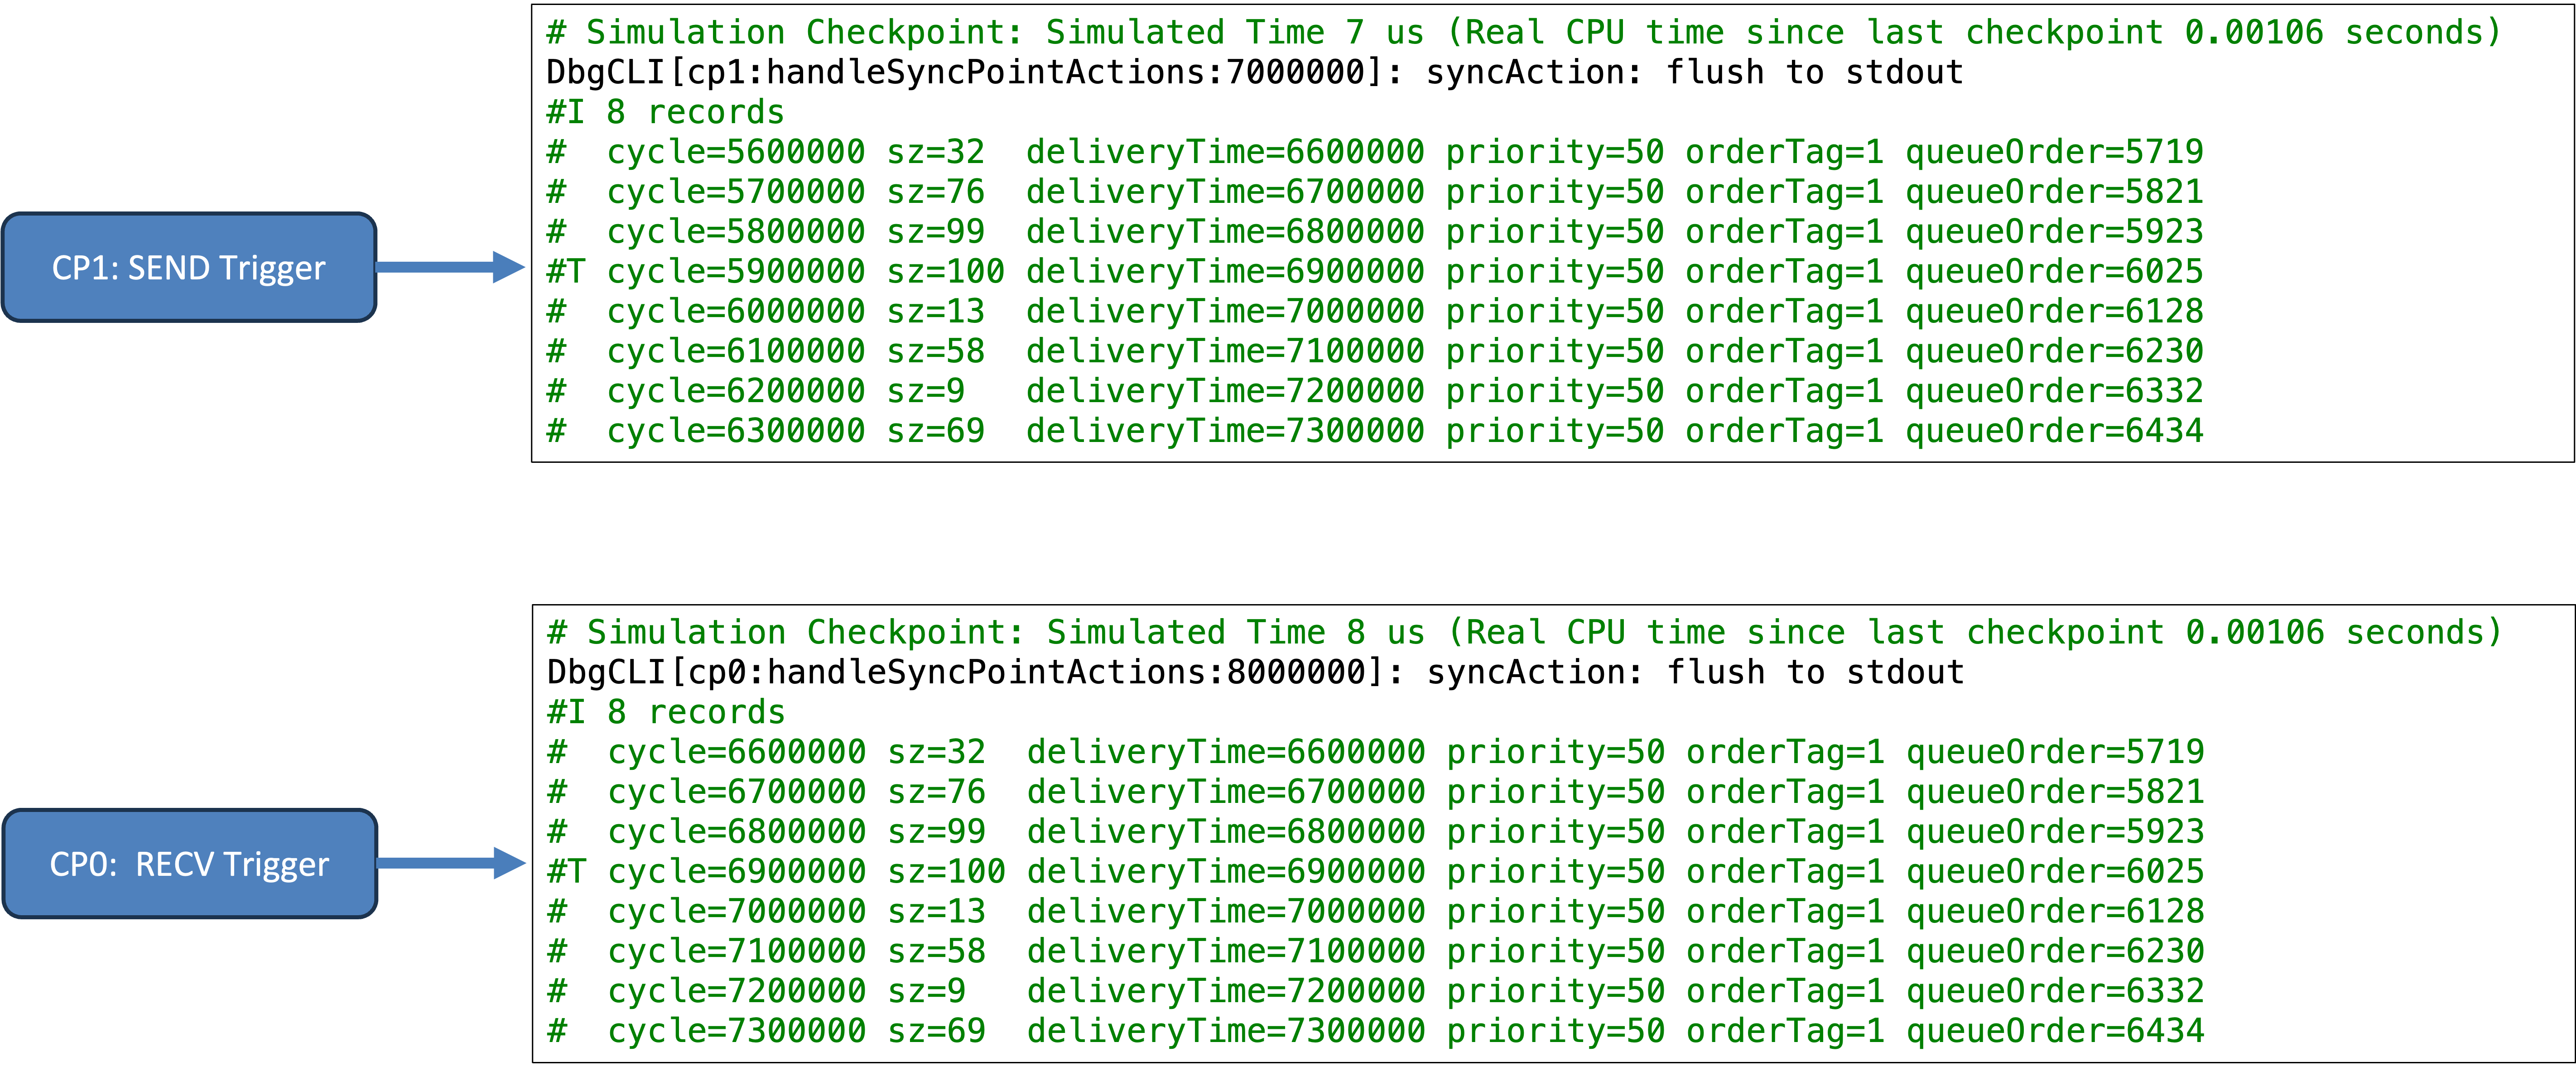 # Simulation Checkpoint: Simulated Time 7 us (Real CPU time since last checkpoint 0.00106 seconds)
DbgCLI[cp1:handleSyncPointActions:7000000]: syncAction: flush to stdout
#I 8 records
#  cycle=5600000 sz=32  deliveryTime=6600000 priority=50 orderTag=1 queueOrder=5719
#  cycle=5700000 sz=76  deliveryTime=6700000 priority=50 orderTag=1 queueOrder=5821
#  cycle=5800000 sz=99  deliveryTime=6800000 priority=50 orderTag=1 queueOrder=5923
CP1: SEND Trigger
#T cycle=5900000 sz=100 deliveryTime=6900000 priority=50 orderTag=1 queueOrder=6025
#  cycle=6000000 sz=13  deliveryTime=7000000 priority=50 orderTag=1 queueOrder=6128
#  cycle=6100000 sz=58  deliveryTime=7100000 priority=50 orderTag=1 queueOrder=6230
#  cycle=6200000 sz=9   deliveryTime=7200000 priority=50 orderTag=1 queueOrder=6332
#  cycle=6300000 sz=69  deliveryTime=7300000 priority=50 orderTag=1 queueOrder=6434
# Simulation Checkpoint: Simulated Time 8 us (Real CPU time since last checkpoint 0.00106 seconds)
DbgCLI[cp0:handleSyncPointActions:8000000]: syncAction: flush to stdout
#I 8 records
#  cycle=6600000 sz=32  deliveryTime=6600000 priority=50 orderTag=1 queueOrder=5719
#  cycle=6700000 sz=76  deliveryTime=6700000 priority=50 orderTag=1 queueOrder=5821
#  cycle=6800000 sz=99  deliveryTime=6800000 priority=50 orderTag=1 queueOrder=5923
CP0:  RECV Trigger
#T cycle=6900000 sz=100 deliveryTime=6900000 priority=50 orderTag=1 queueOrder=6025
#  cycle=7000000 sz=13  deliveryTime=7000000 priority=50 orderTag=1 queueOrder=6128
#  cycle=7100000 sz=58  deliveryTime=7100000 priority=50 orderTag=1 queueOrder=6230
#  cycle=7200000 sz=9   deliveryTime=7200000 priority=50 orderTag=1 queueOrder=6332
#  cycle=7300000 sz=69  deliveryTime=7300000 priority=50 orderTag=1 queueOrder=6434